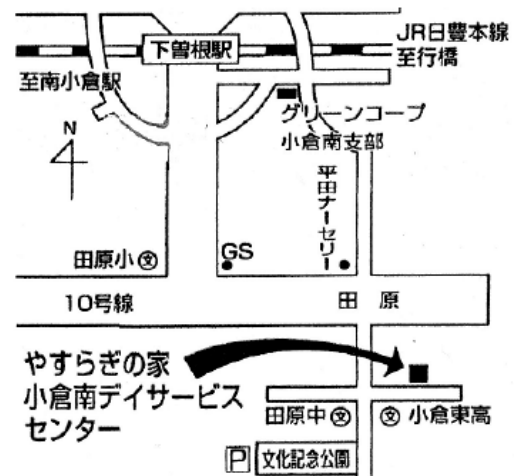 下曽根駅
JR日豊本線
至行橋
至南小倉駅
グリーンコープ
小倉南支部
N
平田ナーセリー
田原小㊛
GS
10号線
田原
やすらぎの家
小倉南デイサービス
センター
田原中文
文小倉東高
P
文化記念公園